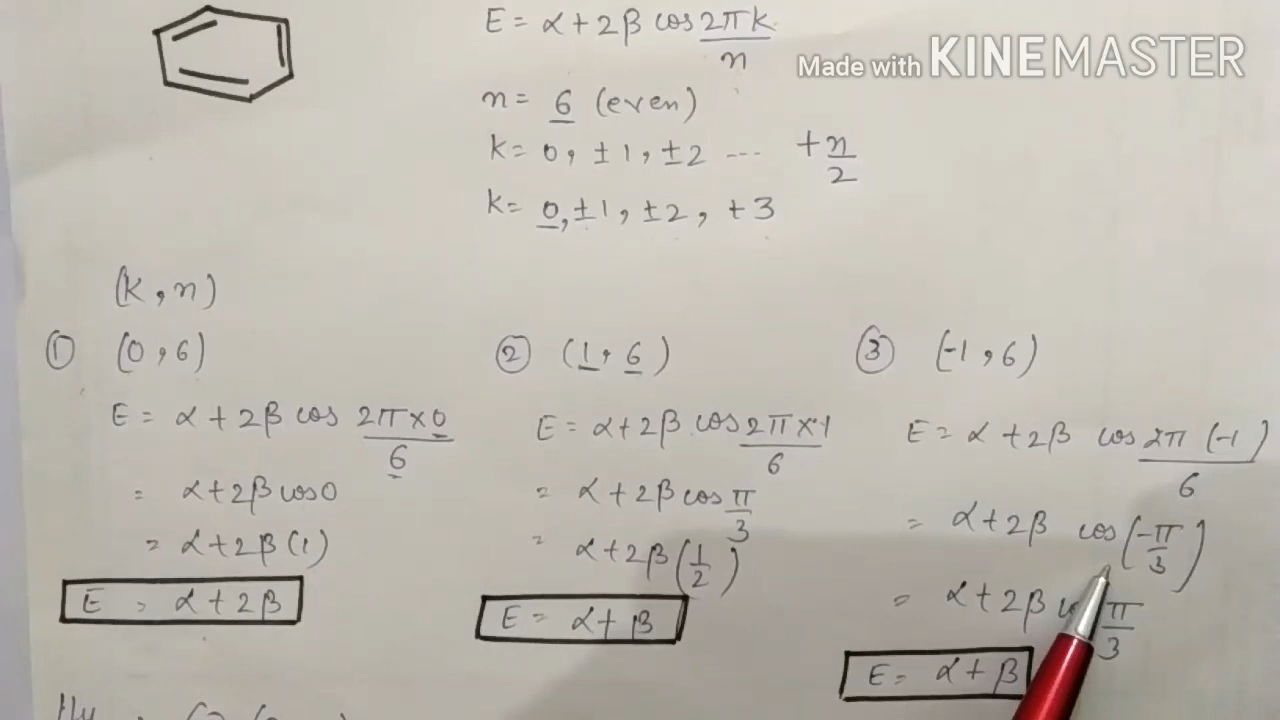 E = α + 2β cos 2πk/n
Made with KINEMASTER
n = 6 (even)
k = 0, ±1, ±2 --- +n/2
k = 0, ±1, ±2, +3
(k, n)
① (0, 6)
E = α + 2β cos 2π×0/6
= α + 2β cos0
= α + 2β (1)
E = α + 2β
② (1, 6)
E = α + 2β cos 2π×1/6
= α + 2β cos π/3
= α + 2β (1/2)
E = α + β
③ (-1, 6)
E = α + 2β cos 2π (-1)/6
= α + 2β cos (-π/3)
= α + 2β π/3
E = α + β